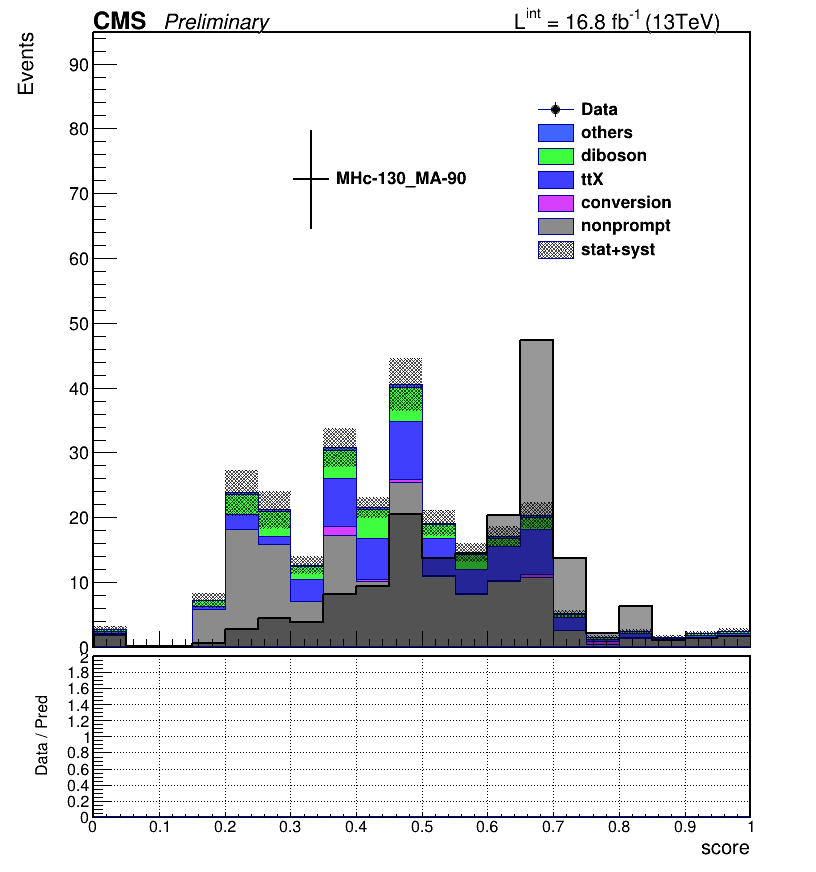 CMS Preliminary
L^int = 16.8 fb^-1 (13TeV)
Events
90
80
70
60
50
40
30
20
10
0
Data
others
diboson
ttX
conversion
nonprompt
stat+syst
MHc-130_MA-90
Data / Pred
2
1.8
1.6
1.4
1.2
1
0.8
0.6
0.4
0.2
0
0 0.1 0.2 0.3 0.4 0.5 0.6 0.7 0.8 0.9 1
score